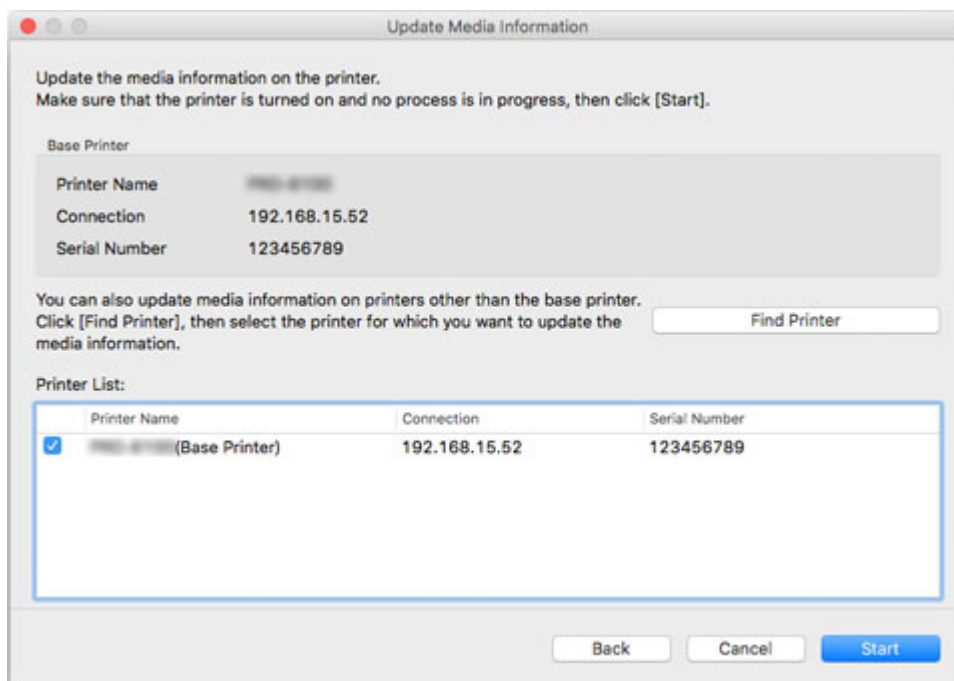 Update Media Information
Update the media information on the printer.
Make sure that the printer is turned on and no process is in progress, then click [Start].
Base Printer
Printer Name
Connection 192.168.15.52
Serial Number 123456789
You can also update media information on printers other than the base printer.
Click [Find Printer], then select the printer for which you want to update the
media information.
Find Printer
Printer List:
Printer Name Connection Serial Number
(Base Printer) 192.168.15.52 123456789
Back Cancel Start